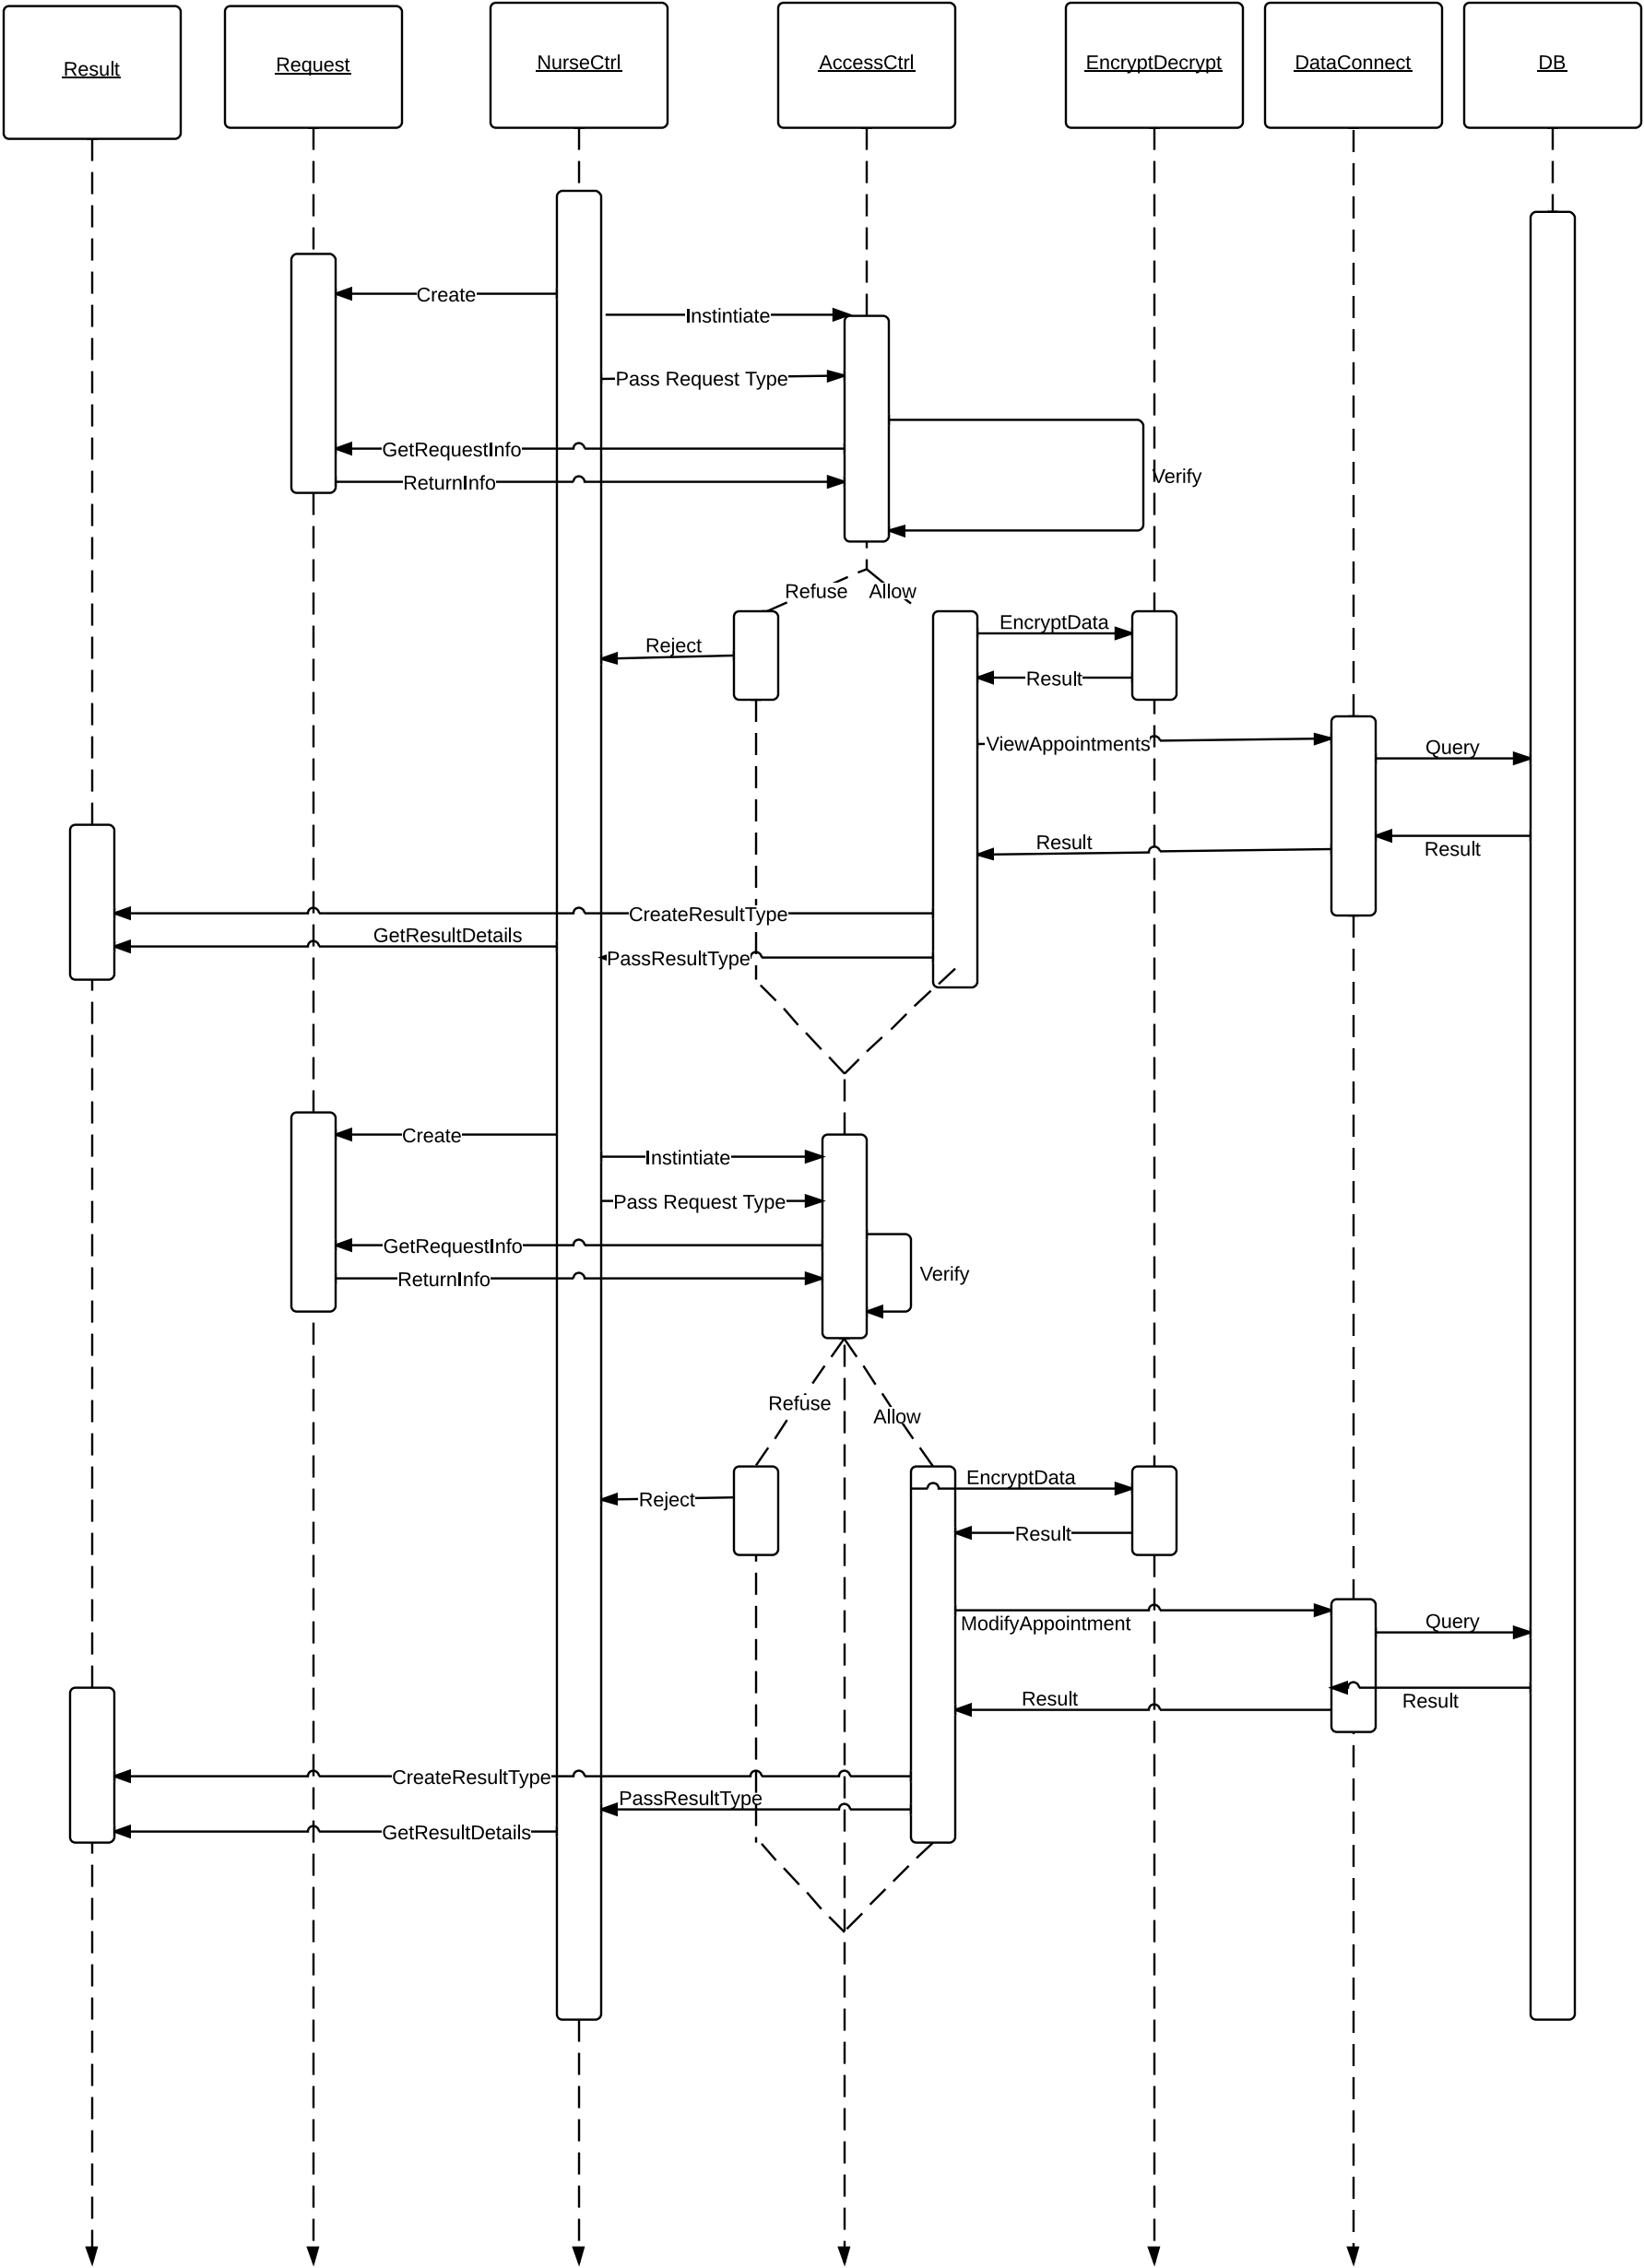 Result
Request
NurseCtrl
AccessCtrl
EncryptDecrypt
DataConnect
DB
Create
Instintiate
Pass Request Type
GetRequestInfo
Verify
ReturnInfo
Refuse
Allow
EncryptData
Reject
Result
ViewAppointments
Query
Result
Result
CreateResultType
GetResultDetails
PassResultType
Create
Instintiate
Pass Request Type
GetRequestInfo
Verify
ReturnInfo
Refuse
Allow
EncryptData
Reject
Result
ModifyAppointment
Query
Result
Result
CreateResultType
PassResultType
GetResultDetails